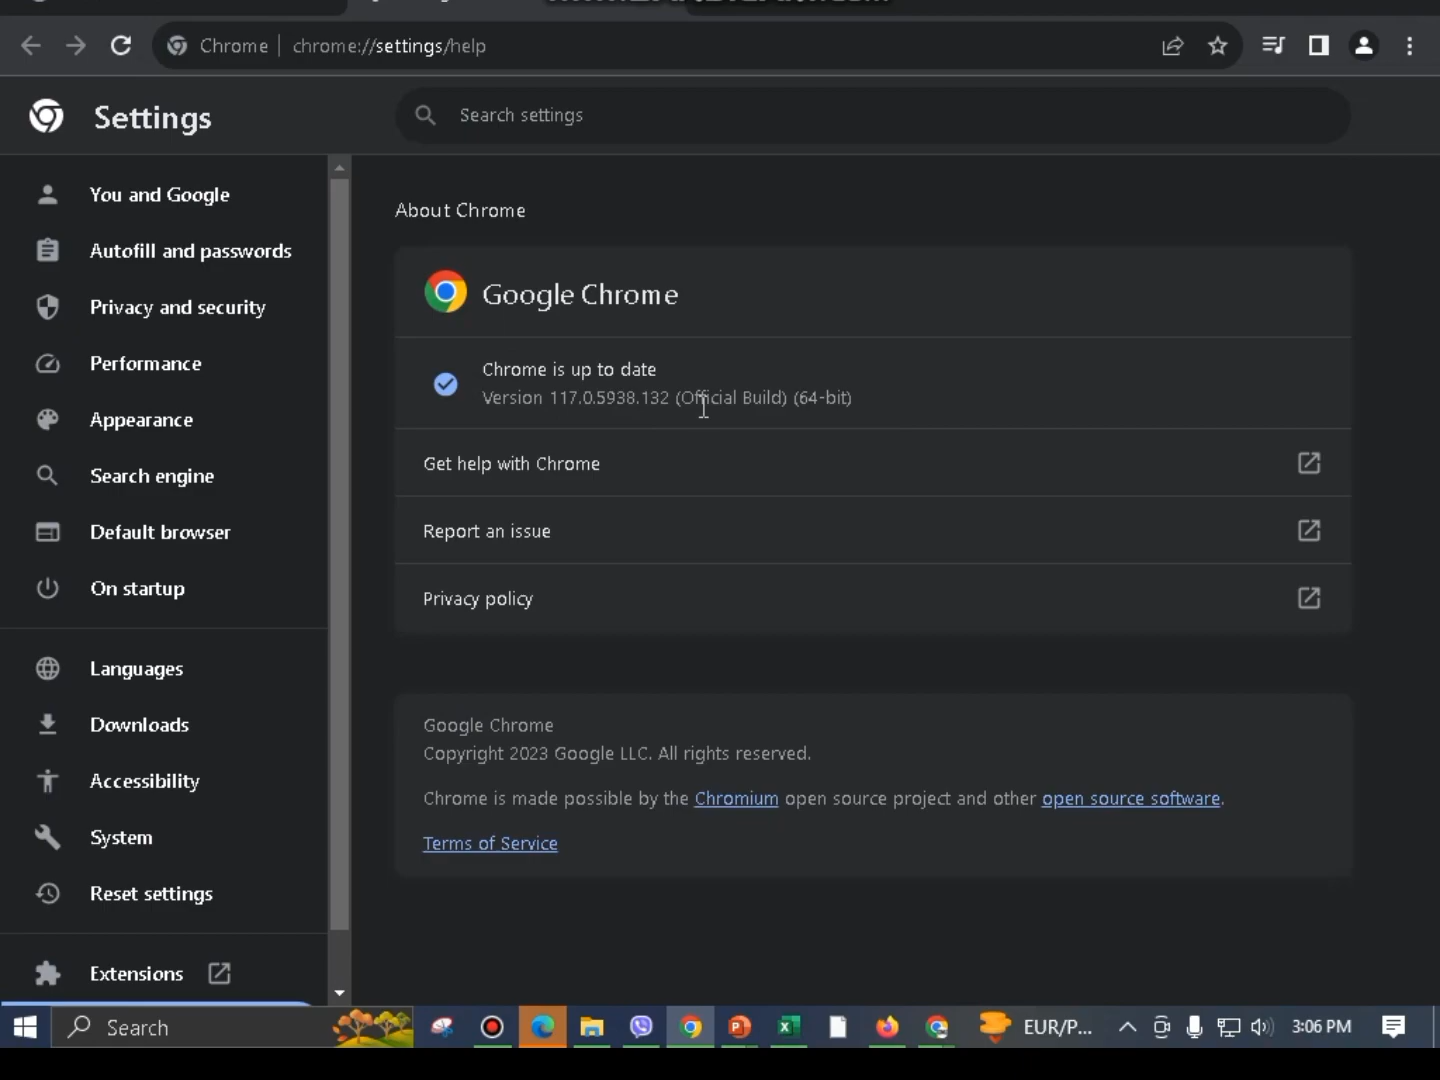 Chrome | chrome://settings/help
Settings
Search settings
You and Google
Autofill and passwords
Privacy and security
Performance
Appearance
Search engine
Default browser
On startup
Languages
Downloads
Accessibility
System
Reset settings
Extensions
About Chrome
Google Chrome
Chrome is up to date
Version 117.0.5938.132 (Official Build) (64-bit)
Get help with Chrome
Report an issue
Privacy policy
Google Chrome
Copyright 2023 Google LLC. All rights reserved.
Chrome is made possible by the Chromium open source project and other open source software.
Terms of Service
Search
EUR/P...
3:06 PM